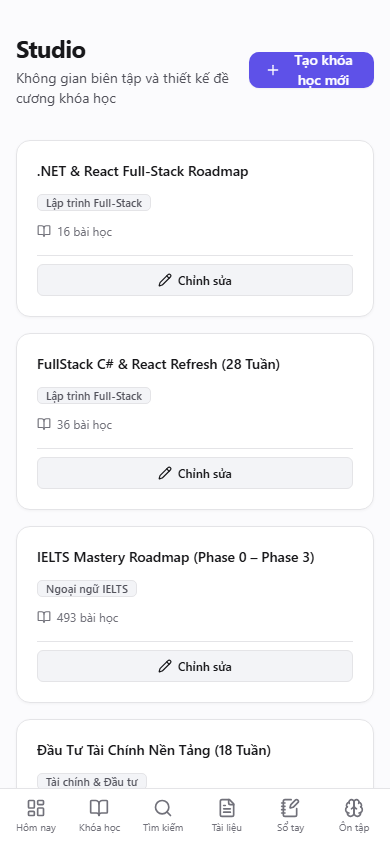 Studio
Không gian biên tập và thiết kế đề
cương khóa học
Tạo khóa
học mới
.NET & React Full-Stack Roadmap
Lập trình Full-Stack
16 bài học
Chỉnh sửa
FullStack C# & React Refresh (28 Tuần)
Lập trình Full-Stack
36 bài học
Chỉnh sửa
IELTS Mastery Roadmap (Phase 0 – Phase 3)
Ngoại ngữ IELTS
493 bài học
Chỉnh sửa
Đầu Tư Tài Chính Nền Tảng (18 Tuần)
Tài chính & Đầu tư
Hôm nay
Khóa học
Tìm kiếm
Tài liệu
Sổ tay
Ôn tập